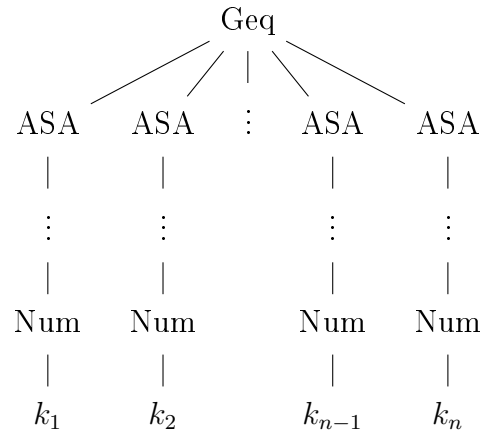 Geq
ASA ASA ⋮ ASA ASA
⋮ ⋮ ⋮ ⋮
Num Num Num Num
k₁ k₂ kₙ₋₁ kₙ